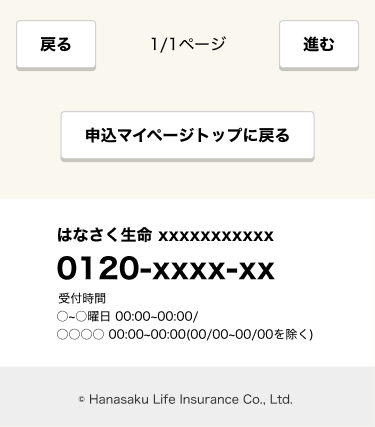 戻る
1/1ページ
進む
申込マイページトップに戻る
はなさく生命 xxxxxxxxxxx
0120-xxxx-xx
受付時間
○~○曜日 00:00~00:00/
○○○○ 00:00~00:00(00/00~00/00を除く)
© Hanasaku Life Insurance Co., Ltd.